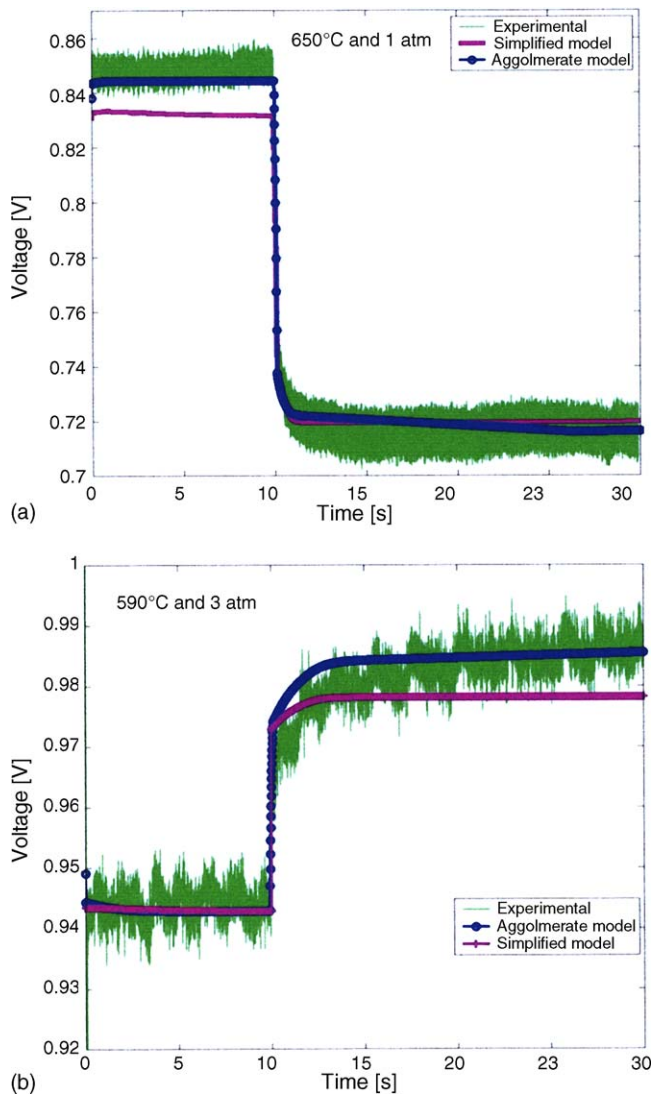 0.86
0.84
0.82
0.8
0.78
0.76
0.74
0.72
0.7
Voltage [V]
650°C and 1 atm
Experimental
Simplified model
Aggolmerate model
0 5 10 15 20 23 30
Time [s]
(a)
1
0.99
0.98
0.97
0.96
0.95
0.94
0.93
0.92
Voltage [V]
590°C and 3 atm
Experimental
Aggolmerate model
Simplified model
0 5 10 15 20 23 30
Time [s]
(b)